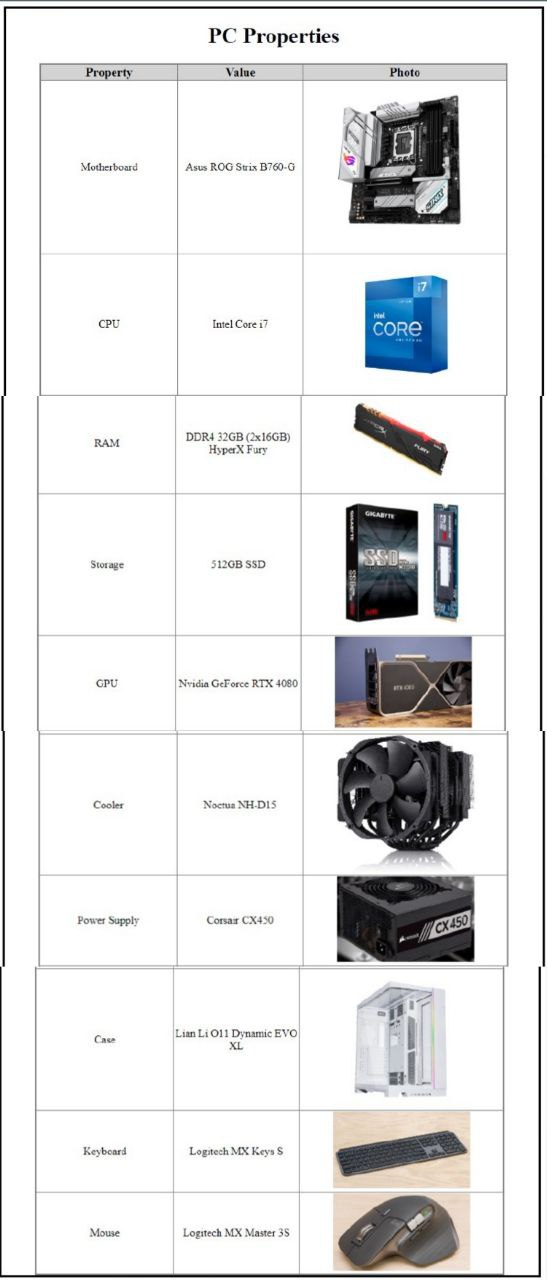 PC Properties
Property Value Photo
Motherboard Asus ROG Strix B760-G
CPU Intel Core i7
intel
i7
CORE
RAM DDR4 32GB (2x16GB)
HyperX Fury
FURY
Storage 512GB SSD
GIGABYTE
SSD
GPU Nvidia GeForce RTX 4080
RTX 4080
Cooler Noctua NH-D15
Power Supply Corsair CX450
CX450
Case Lian Li O11 Dynamic EVO
XL
Keyboard Logitech MX Keys S
Mouse Logitech MX Master 3S